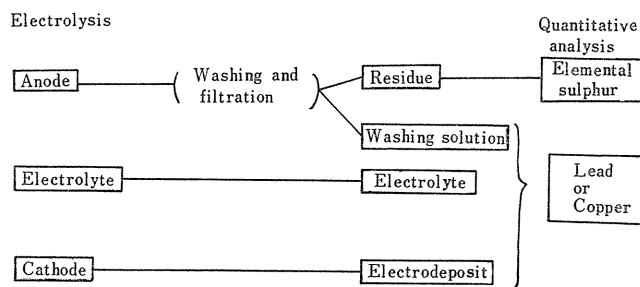 Electrolysis
Quantitative
analysis
Anode
( Washing and
filtration )
Residue
Elemental
sulphur
Washing solution
Electrolyte
Electrolyte
Lead
or
Copper
Cathode
Electrodeposit